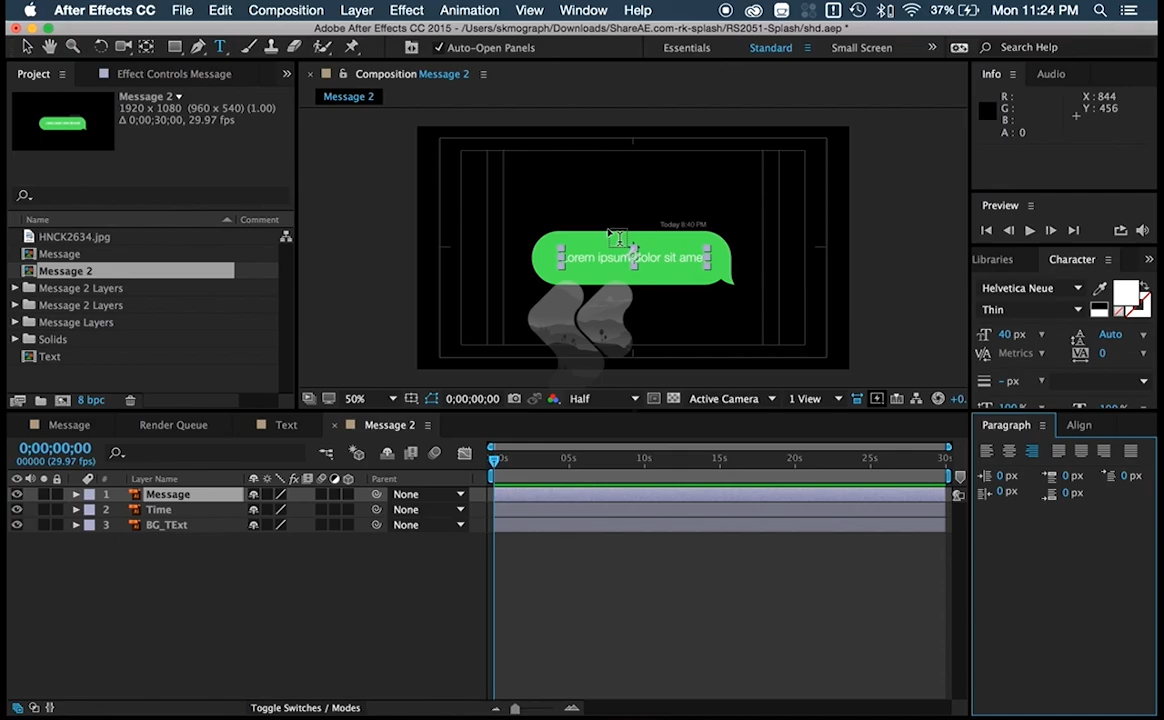 After Effects CC File Edit Composition Layer Effect Animation View Window Help 37% Mon 11:24 PM
Adobe After Effects CC 2015 - /Users/skmograph/Downloads/ShareAE.com-rk-splash/RS2051-Splash/shd.aep *
T Auto-Open Panels Essentials Standard Small Screen » Search Help
Project Effect Controls Message »
Composition Message 2
Info Audio
Message 2
1920 x 1080 (960 x 540) (1.00)
Δ 0;00;30;00, 29.97 fps
Message 2
R :
G :
B :
A : 0
X : 844
Y : 456
Preview
Name Comment
HNCK2634.jpg
Message
Message 2
Message 2 Layers
Message 2 Layers
Message Layers
Solids
Text
Today 8:40 PM
Lorem ipsum dolor sit ame
Libraries Character »
Helvetica Neue
Thin
40 px Auto
Metrics 0
- px
100 % 100 %
8 bpc
50% 0;00;00;00 Half Active Camera 1 View +0.
Message Render Queue Text Message 2
Paragraph Align
0;00;00;00
00000 (29.97 fps)
0s 05s 10s 15s 20s 25s 30s
# Layer Name fx Parent
1 Message None
2 Time None
3 BG_TExt None
0 px 0 px 0 px
0 px 0 px
Toggle Switches / Modes